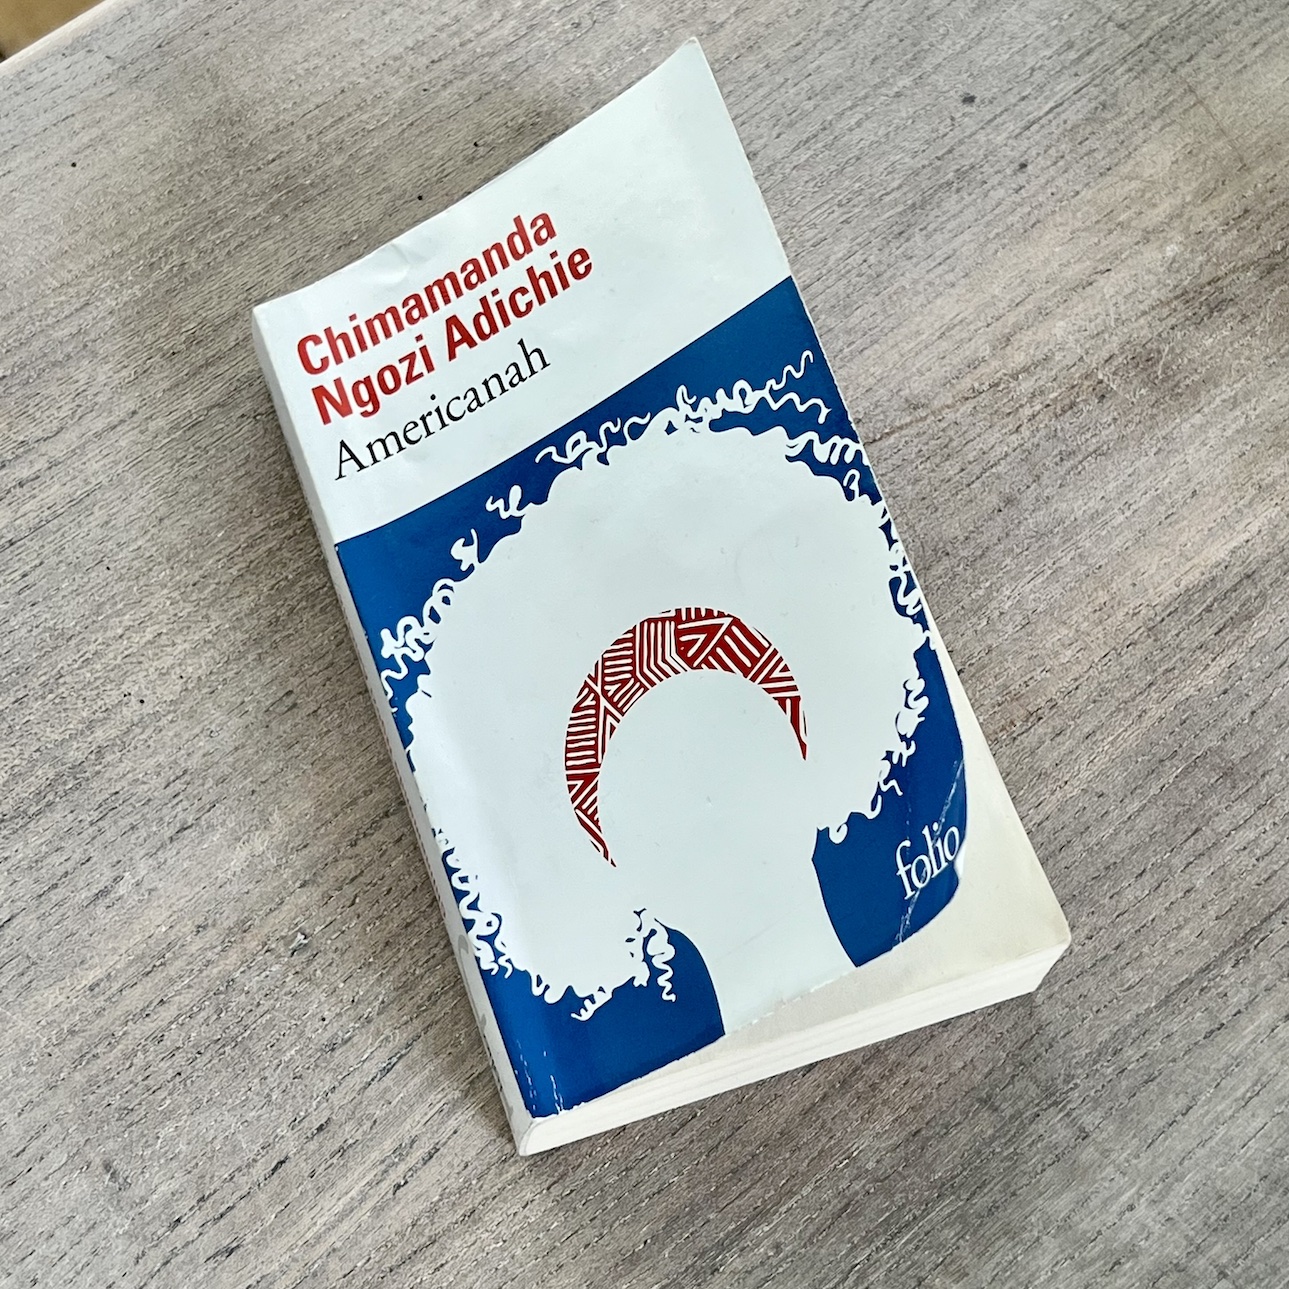 Chimamanda
Ngozi Adichie
Americanah
folio